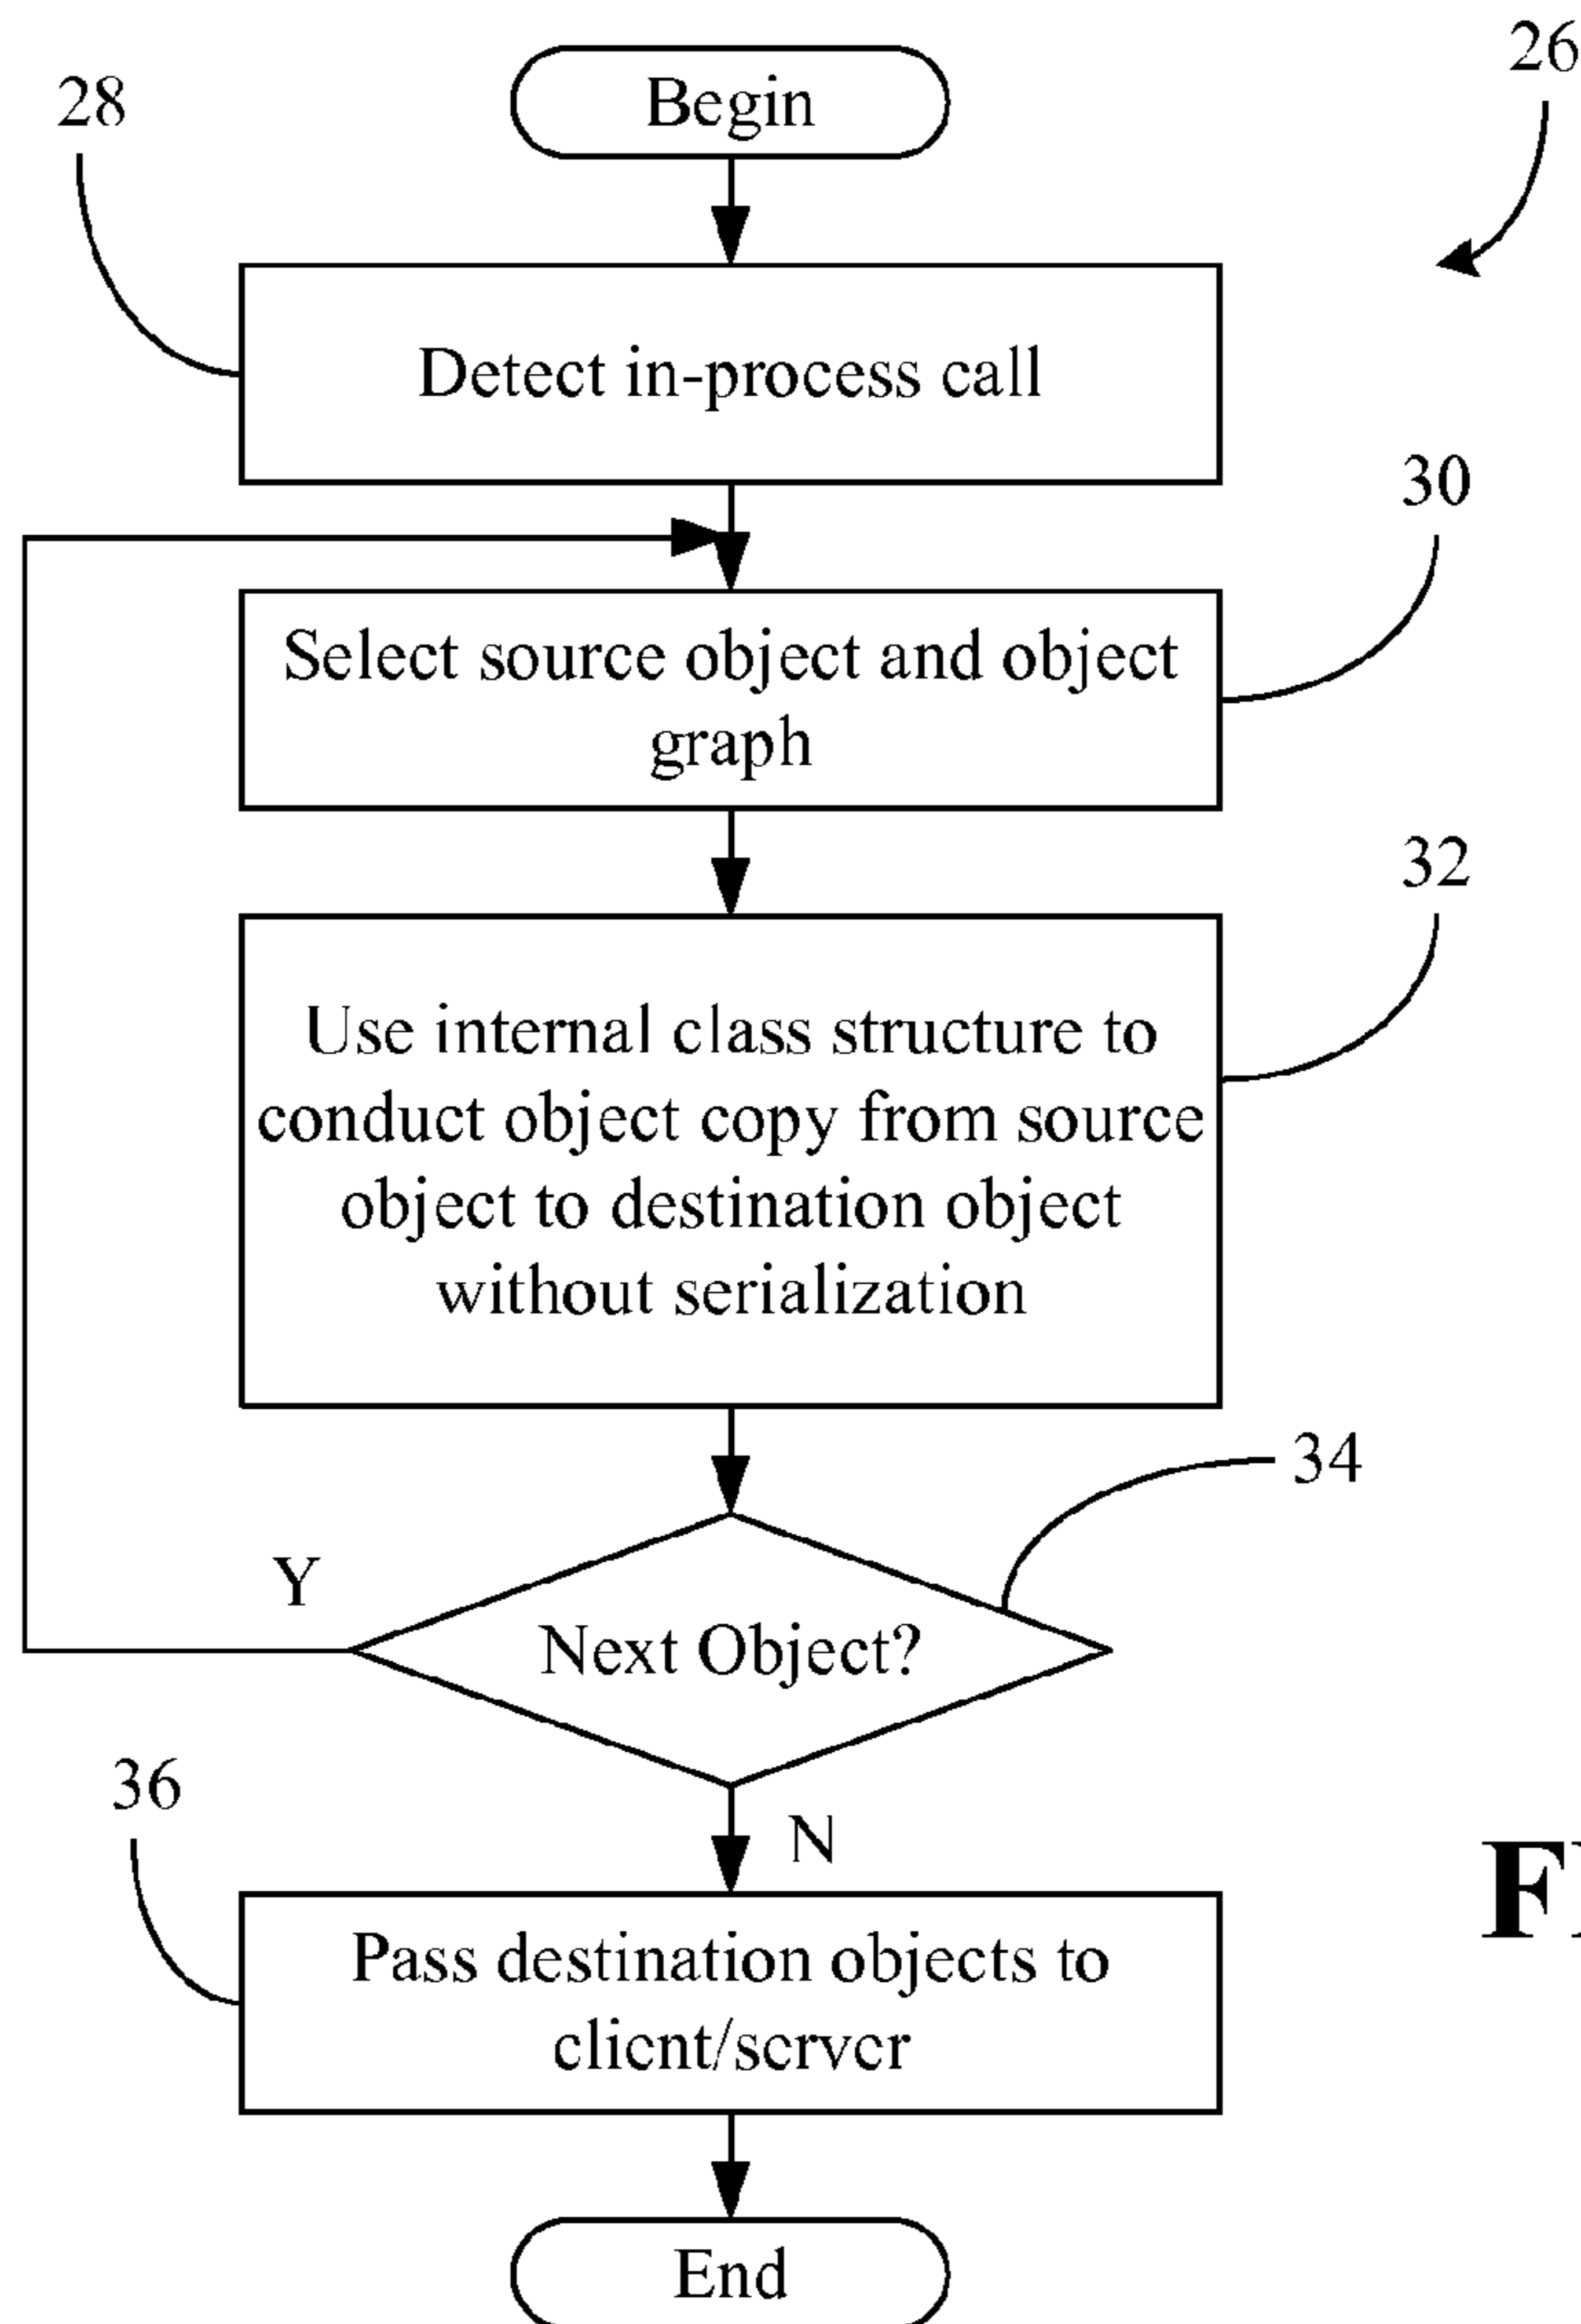 26
28
Begin
Detect in-process call
30
Select source object and object
graph
32
Use internal class structure to
conduct object copy from source
object to destination object
without serialization
34
Y
Next Object?
36
N
Pass destination objects to
client/server
End